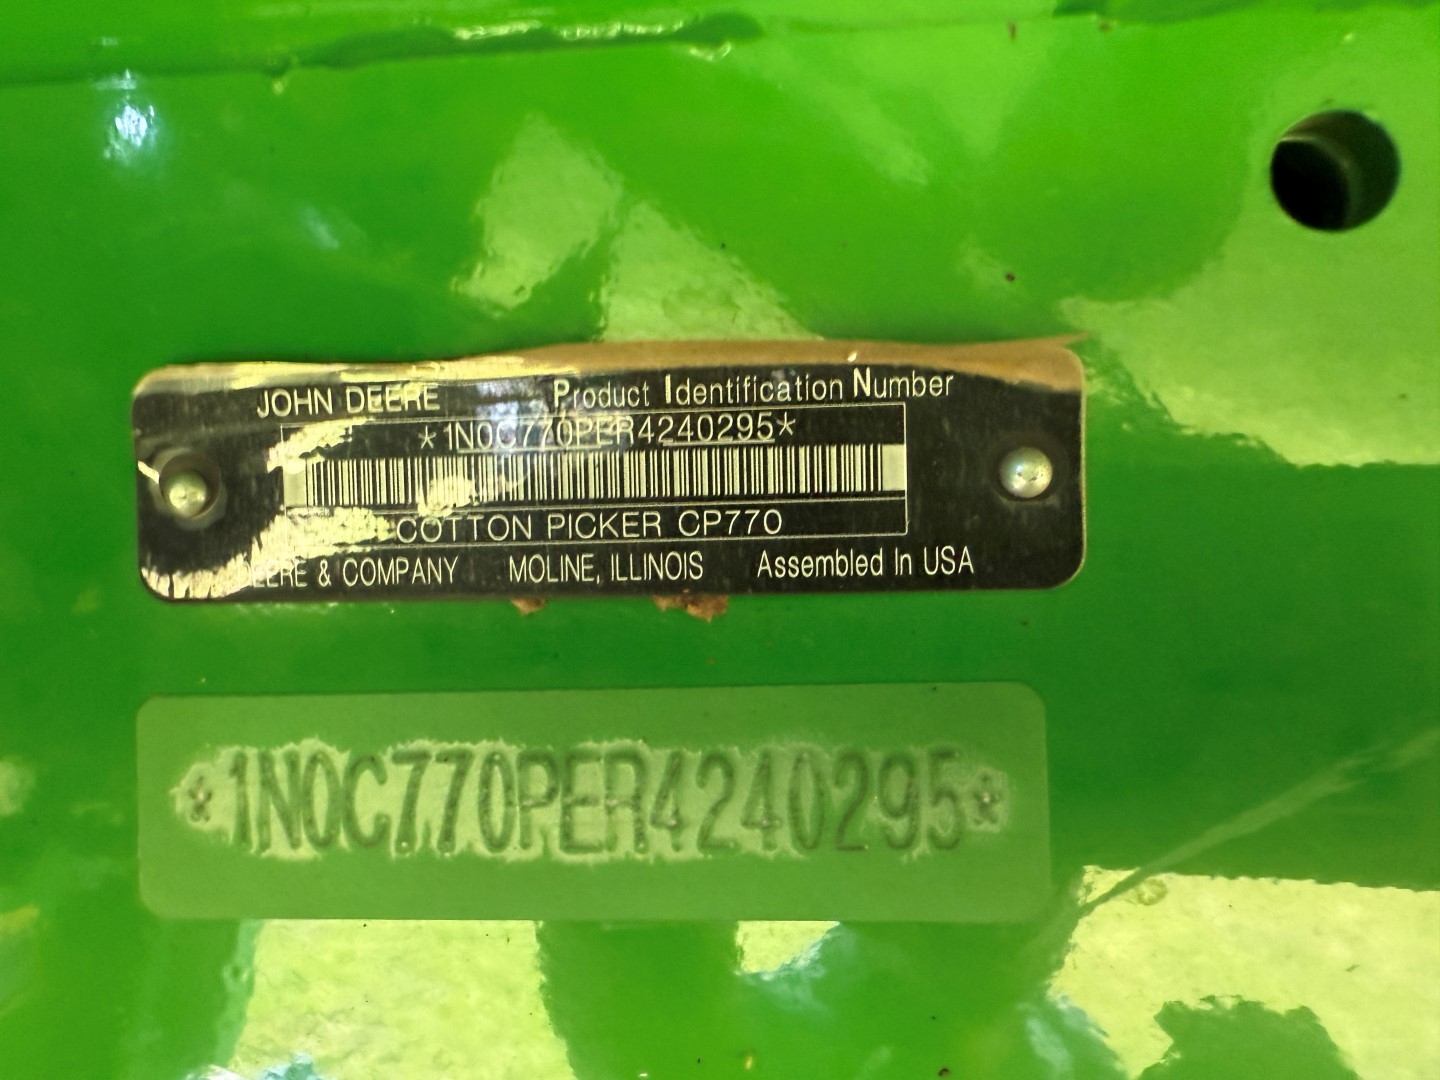 JOHN DEERE Product Identification Number
*1N0C770PER4240295*
COTTON PICKER CP770
DEERE & COMPANY MOLINE, ILLINOIS Assembled In USA
*1N0C770PER4240295*